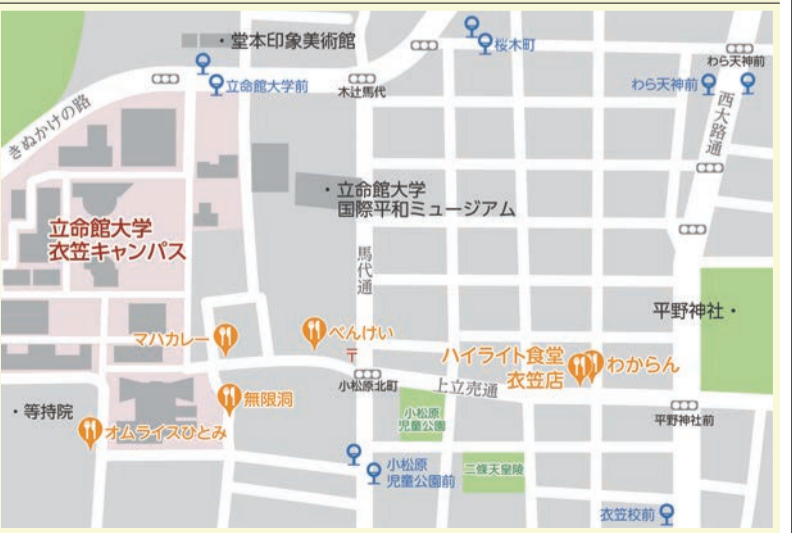 ・堂本印象美術館
桜木町
わら天神前
立命館大学前
木辻馬代
わら天神前
きぬかけの路
西大路通
・立命館大学
国際平和ミュージアム
立命館大学
衣笠キャンパス
馬代通
平野神社・
マハカレー
べんけい
〒
ハイライト食堂
衣笠店
わからん
小松原北町
上立売通
無限洞
・等持院
小松原
児童公園
平野神社前
オムライスひとみ
小松原
児童公園前
二條天皇陵
衣笠校前